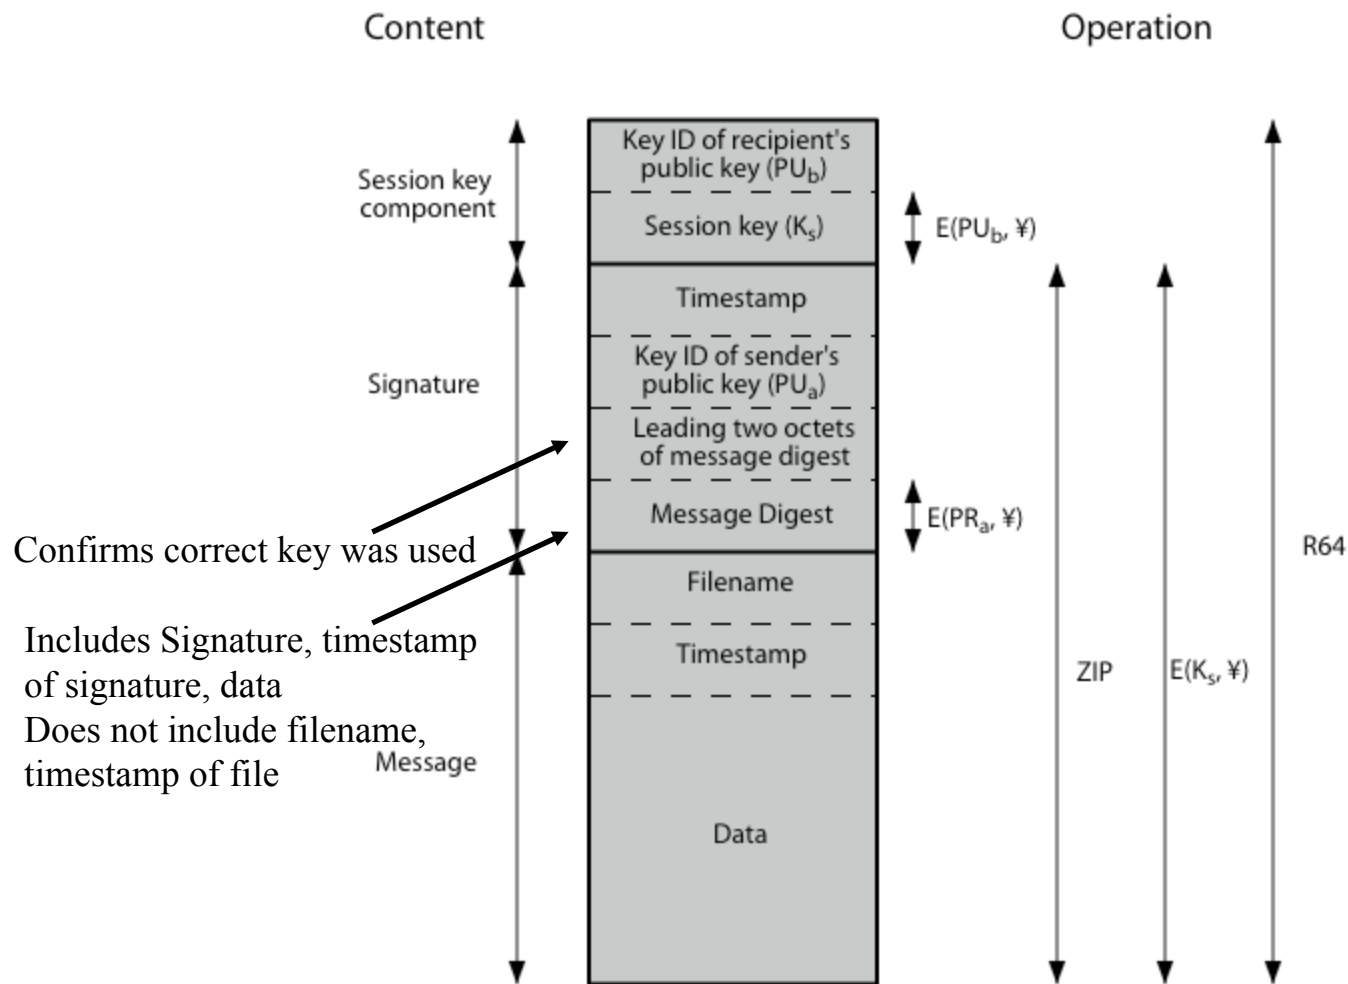 Content
Operation
Key ID of recipient's
public key (PUb)
Session key
component
Session key (Ks)
E(PUb, ¥)
Timestamp
Key ID of sender's
public key (PUa)
Signature
Leading two octets
of message digest
Message Digest
E(PRa, ¥)
Confirms correct key was used
R64
Filename
Includes Signature, timestamp
of signature, data
Does not include filename,
timestamp of file
Timestamp
ZIP
E(Ks, ¥)
Message
Data